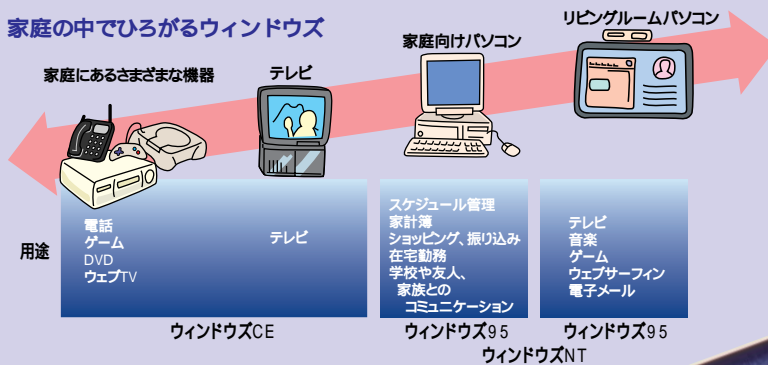 家庭の中でひろがるウィンドウズ
リビングルームパソコン
家庭向けパソコン
家庭にあるさまざまな機器
テレビ
用途
電話
ゲーム
DVD
ウェブTV
テレビ
スケジュール管理
家計簿
ショッピング、振り込み
在宅勤務
学校や友人、
家族との
コミュニケーション
テレビ
音楽
ゲーム
ウェブサーフィン
電子メール
ウィンドウズCE
ウィンドウズ95
ウィンドウズ95
ウィンドウズNT